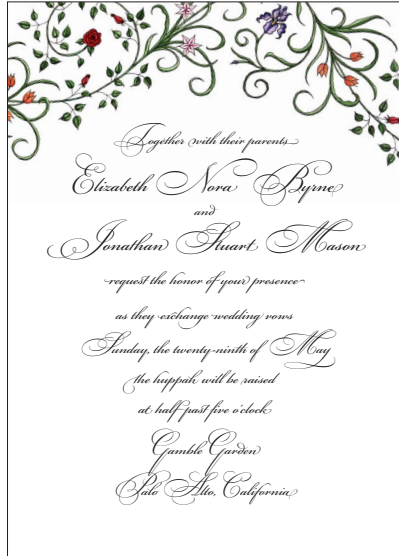 Together with their parents
Elizabeth Nora Byrne
and
Jonathan Stuart Mason
request the honor of your presence
as they exchange wedding vows
Sunday, the twenty-ninth of May
the huppah will be raised
at half past five o'clock
Gamble Garden
Palo Alto, California